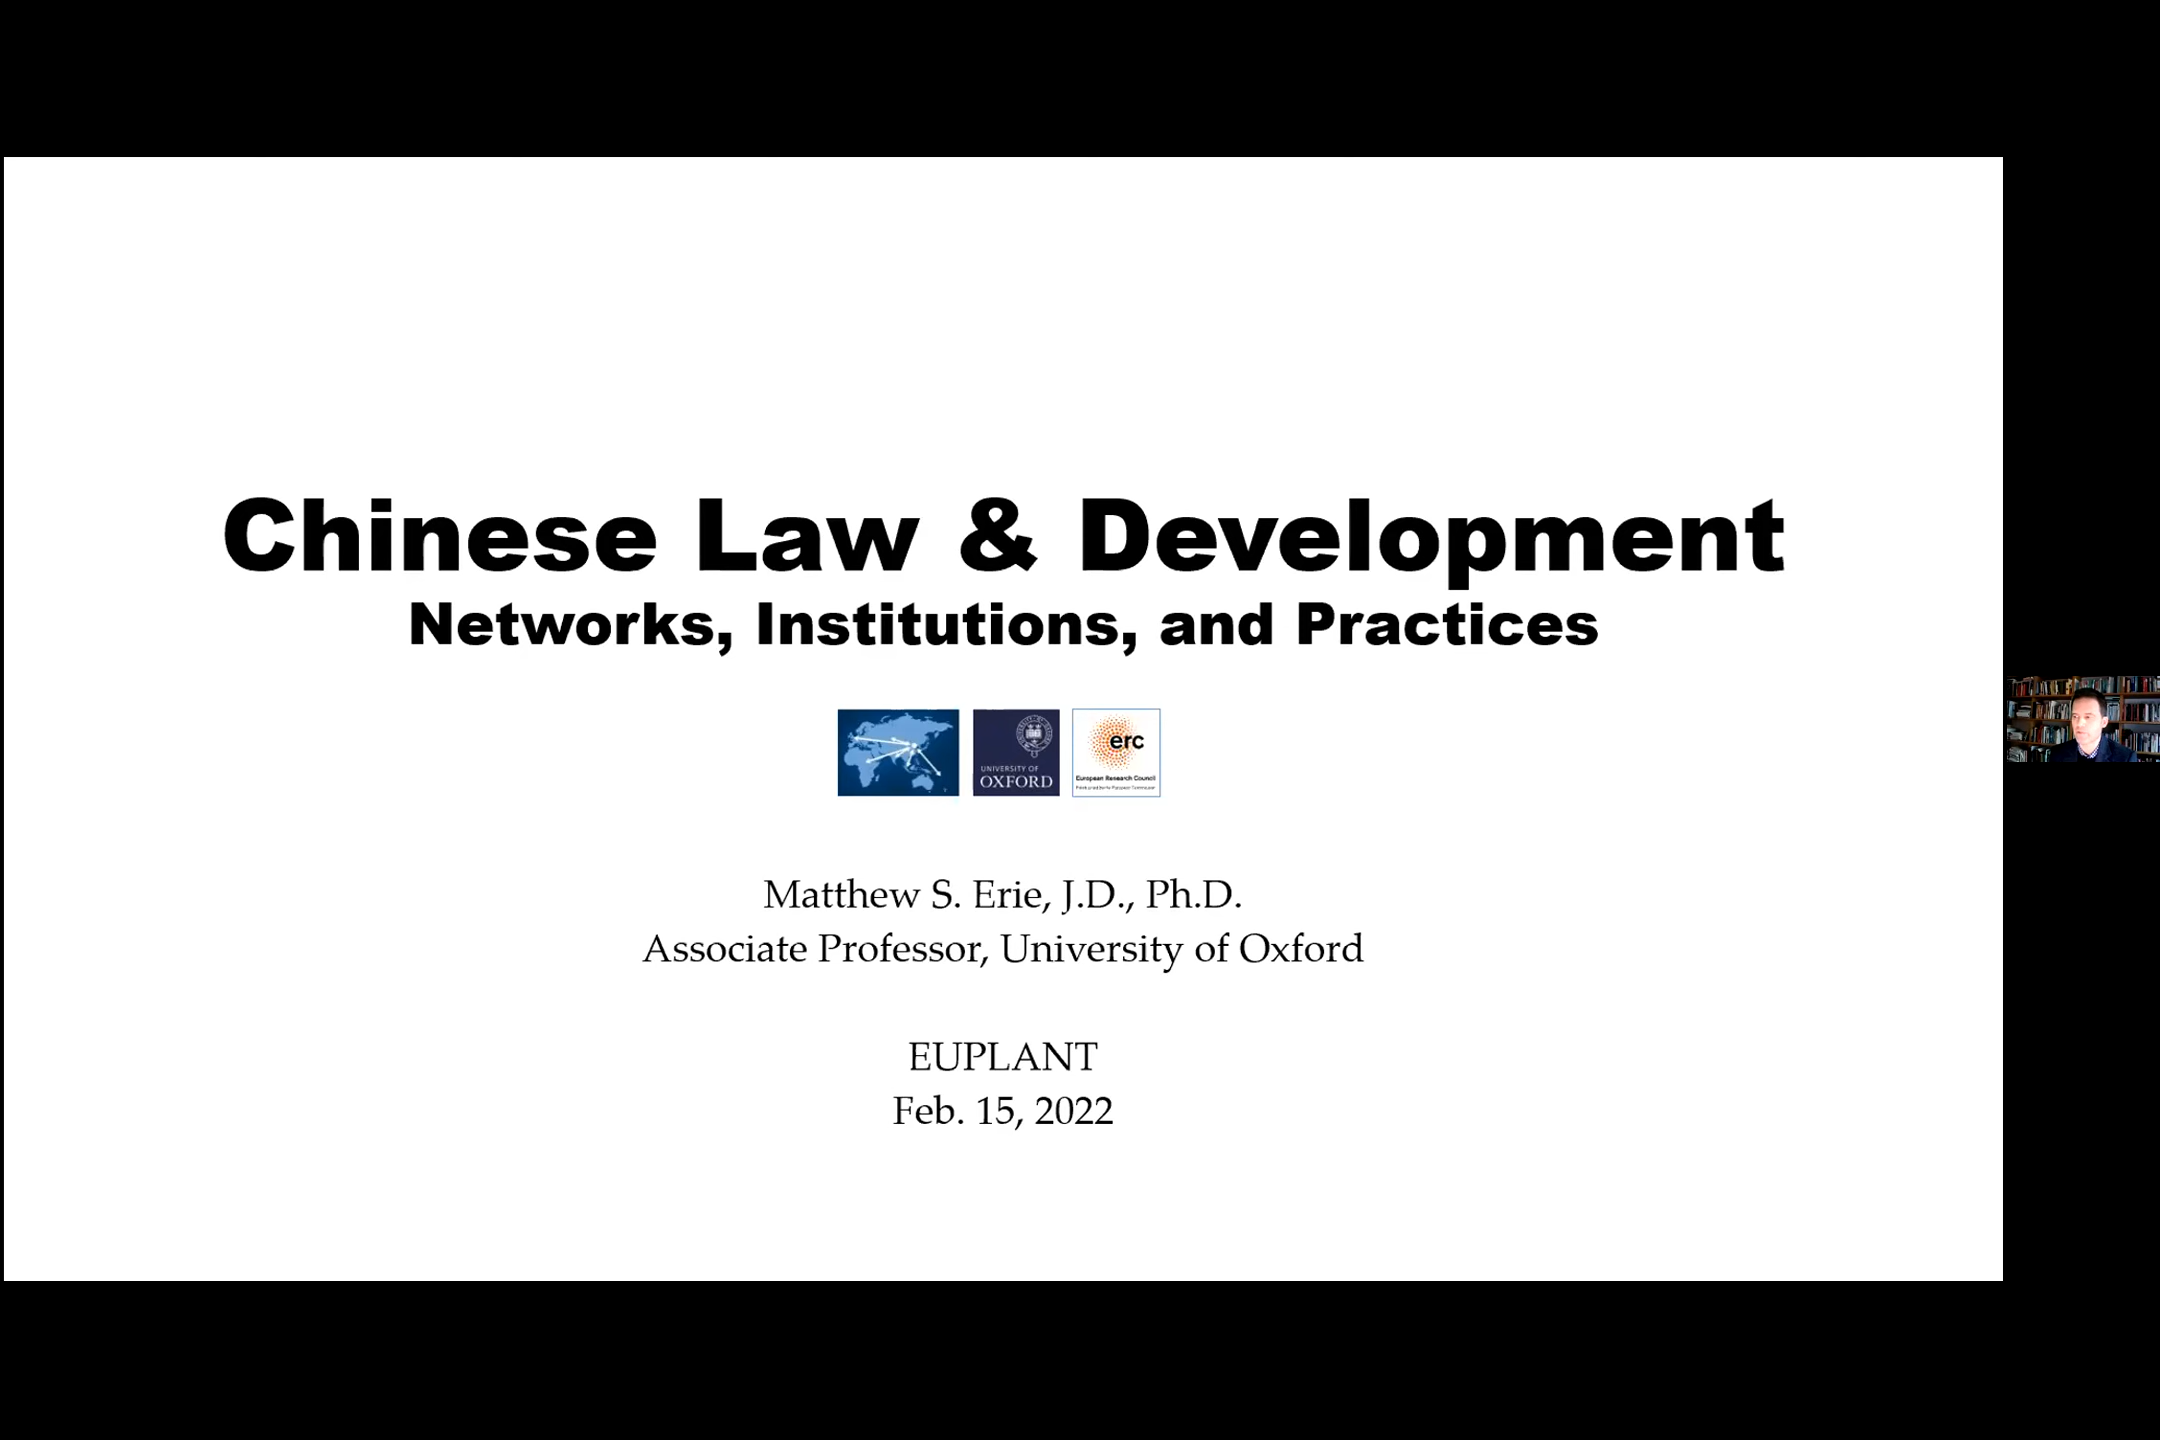 Chinese Law & Development
Networks, Institutions, and Practices
UNIVERSITY OF
OXFORD
erc
European Research Council
Matthew S. Erie, J.D., Ph.D.
Associate Professor, University of Oxford
EUPLANT
Feb. 15, 2022